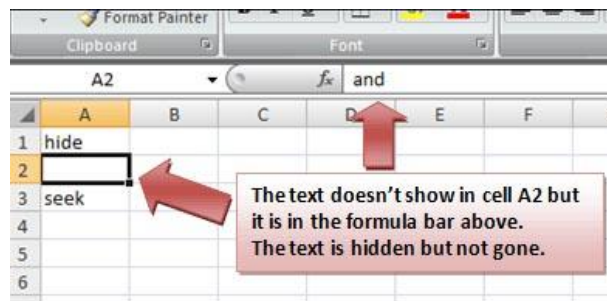 Format Painter
Clipboard Font
A2 fx and
A B C D E F
1 hide
2
3 seek
4
5
6
The text doesn't show in cell A2 but
it is in the formula bar above.
The text is hidden but not gone.